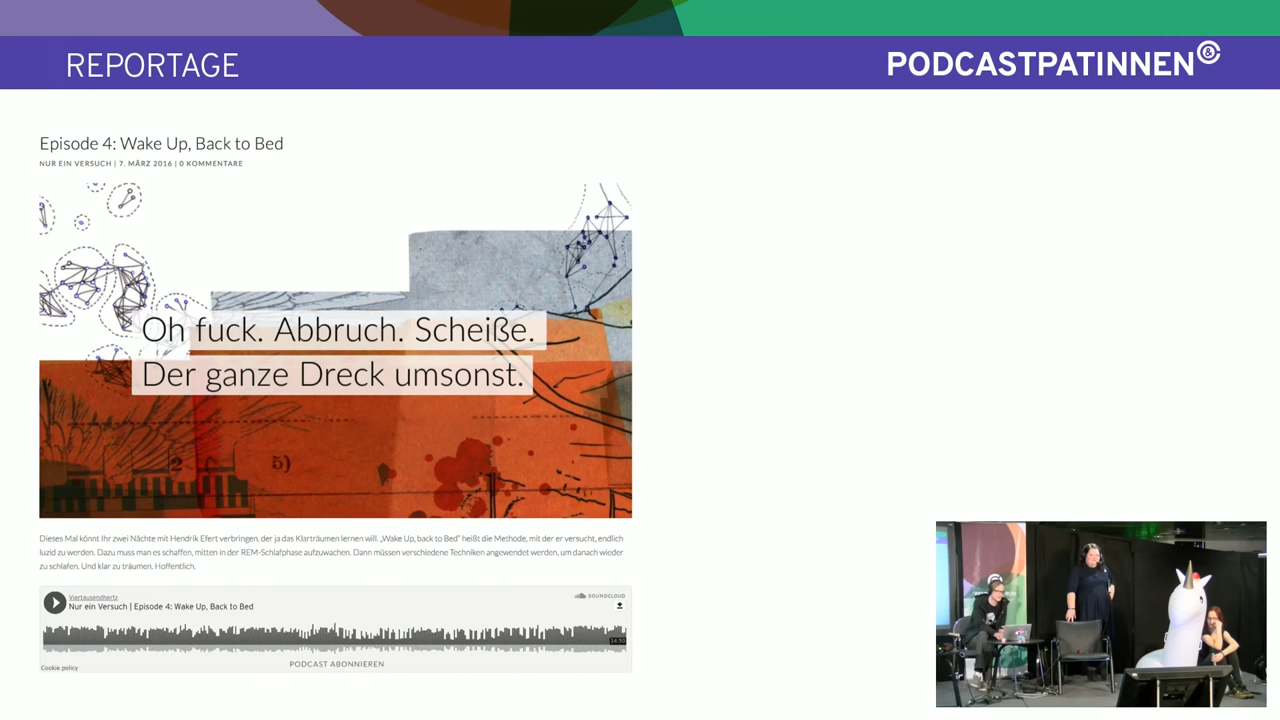 REPORTAGE
PODCASTPATINNEN&
Episode 4: Wake Up, Back to Bed
NUR EIN VERSUCH | 7. MÄRZ 2016 | 0 KOMMENTARE
Oh fuck. Abbruch. Scheiße.
Der ganze Dreck umsonst.
2
5)
Dieses Mal könnt Ihr zwei Nächte mit Hendrik Efert verbringen, der ja das Klarträumen lernen will. „Wake Up, back to Bed" heißt die Methode, mit der er versucht, endlich
luzid zu werden. Dazu muss man es schaffen, mitten in der REM-Schlafphase aufzuwachen. Dann müssen verschiedene Techniken angewendet werden, um danach wieder
zu schlafen. Und klar zu träumen. Hoffentlich.
Viertausendhertz
SOUNDCLOUD
Nur ein Versuch | Episode 4: Wake Up, Back to Bed
14:50
Cookie policy
PODCAST ABONNIEREN